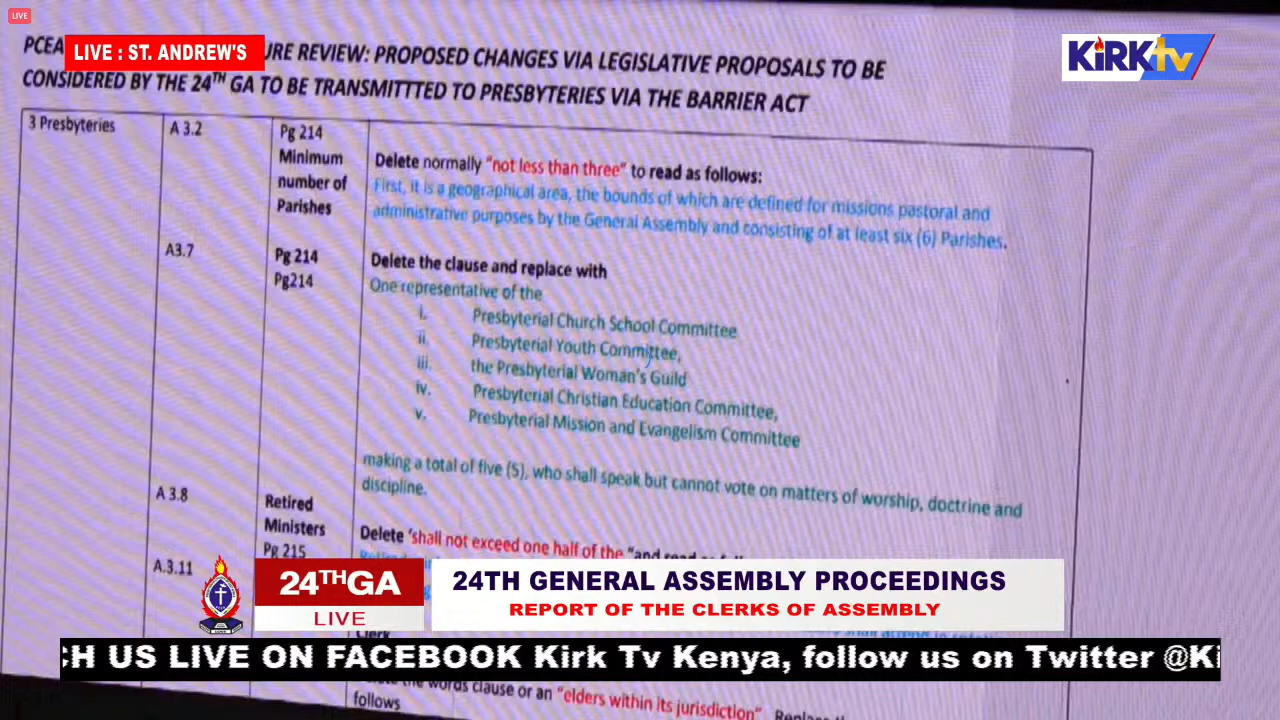 LIVE
KiRKtv
LIVE : ST. ANDREW'S
PCEA URE REVIEW: PROPOSED CHANGES VIA LEGISLATIVE PROPOSALS TO BE
CONSIDERED BY THE 24TH GA TO BE TRANSMITTTED TO PRESBYTERIES VIA THE BARRIER ACT
3 Presbyteries
A 3.2
Pg 214
Minimum
number of
Parishes
Delete normally "not less than three" to read as follows:
First, it is a geographical area, the bounds of which are defined for missions pastoral and
administrative purposes by the General Assembly and consisting of at least six (6) Parishes.
A3.7
Pg 214
Pg214
Delete the clause and replace with
One representative of the
i. Presbyterial Church School Committee
ii. Presbyterial Youth Committee,
iii. the Presbyterial Woman's Guild
iv. Presbyterial Christian Education Committee,
v. Presbyterial Mission and Evangelism Committee
making a total of five (5), who shall speak but cannot vote on matters of worship, doctrine and
discipline.
A 3.8
Retired
Ministers
Pg 215
Delete 'shall not exceed one half of the "and read as
A.3.11
24THGA
LIVE
24TH GENERAL ASSEMBLY PROCEEDINGS
REPORT OF THE CLERKS OF ASSEMBLY
shall attend in
Clerk
CH US LIVE ON FACEBOOK Kirk Tv Kenya, follow us on Twitter @Ki
the words clause or an "elders within its jurisdiction"
follows